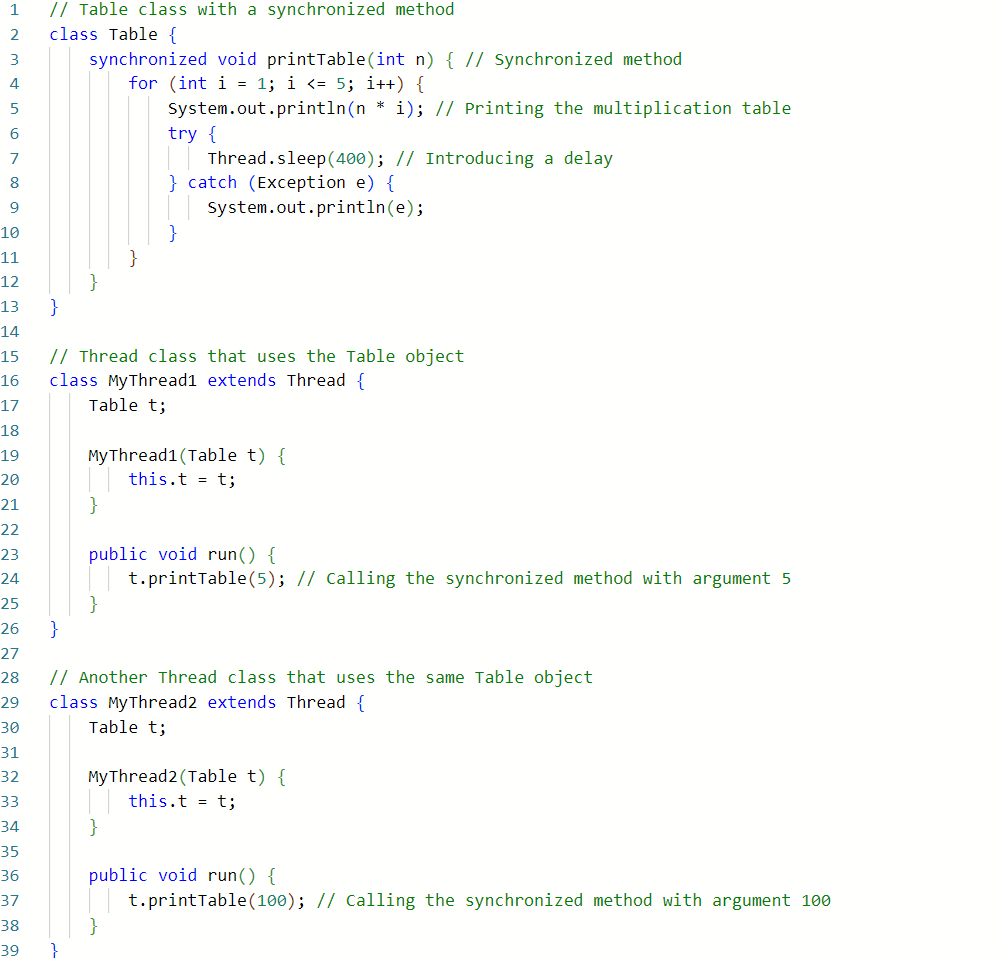 1 // Table class with a synchronized method
2 class Table {
3     synchronized void printTable(int n) { // Synchronized method
4         for (int i = 1; i <= 5; i++) {
5             System.out.println(n * i); // Printing the multiplication table
6             try {
7                 Thread.sleep(400); // Introducing a delay
8             } catch (Exception e) {
9                 System.out.println(e);
10             }
11         }
12     }
13 }
14
15 // Thread class that uses the Table object
16 class MyThread1 extends Thread {
17     Table t;
18
19     MyThread1(Table t) {
20         this.t = t;
21     }
22
23     public void run() {
24         t.printTable(5); // Calling the synchronized method with argument 5
25     }
26 }
27
28 // Another Thread class that uses the same Table object
29 class MyThread2 extends Thread {
30     Table t;
31
32     MyThread2(Table t) {
33         this.t = t;
34     }
35
36     public void run() {
37         t.printTable(100); // Calling the synchronized method with argument 100
38     }
39 }